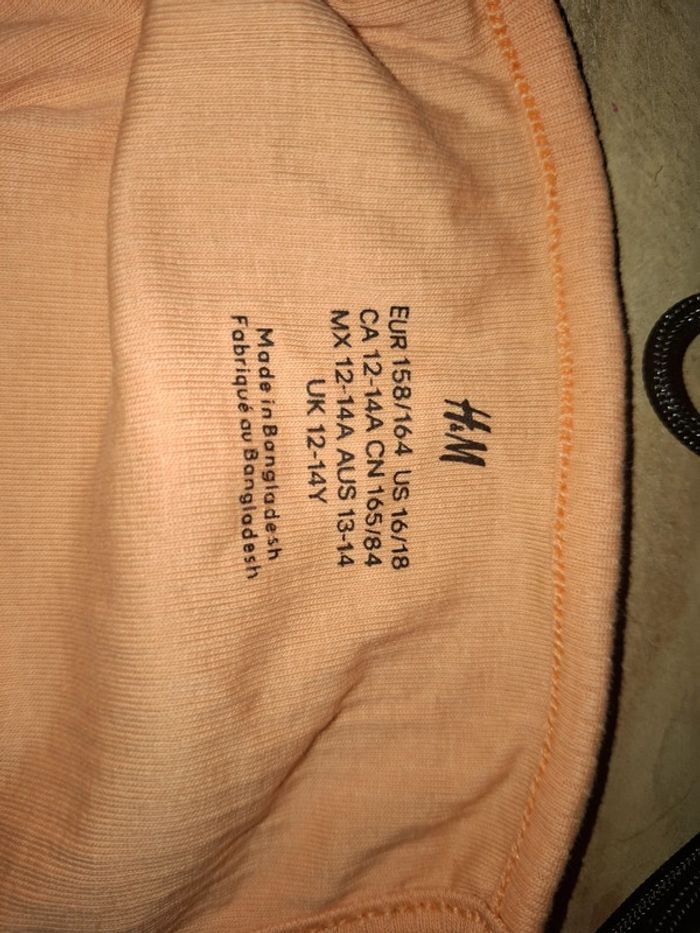 H&M
EUR 158/164 US 16/18
CA 12-14A CN 165/84
MX 12-14A AUS 13-14
UK 12-14Y
Made in Bangladesh
Fabriqué au Bangladesh